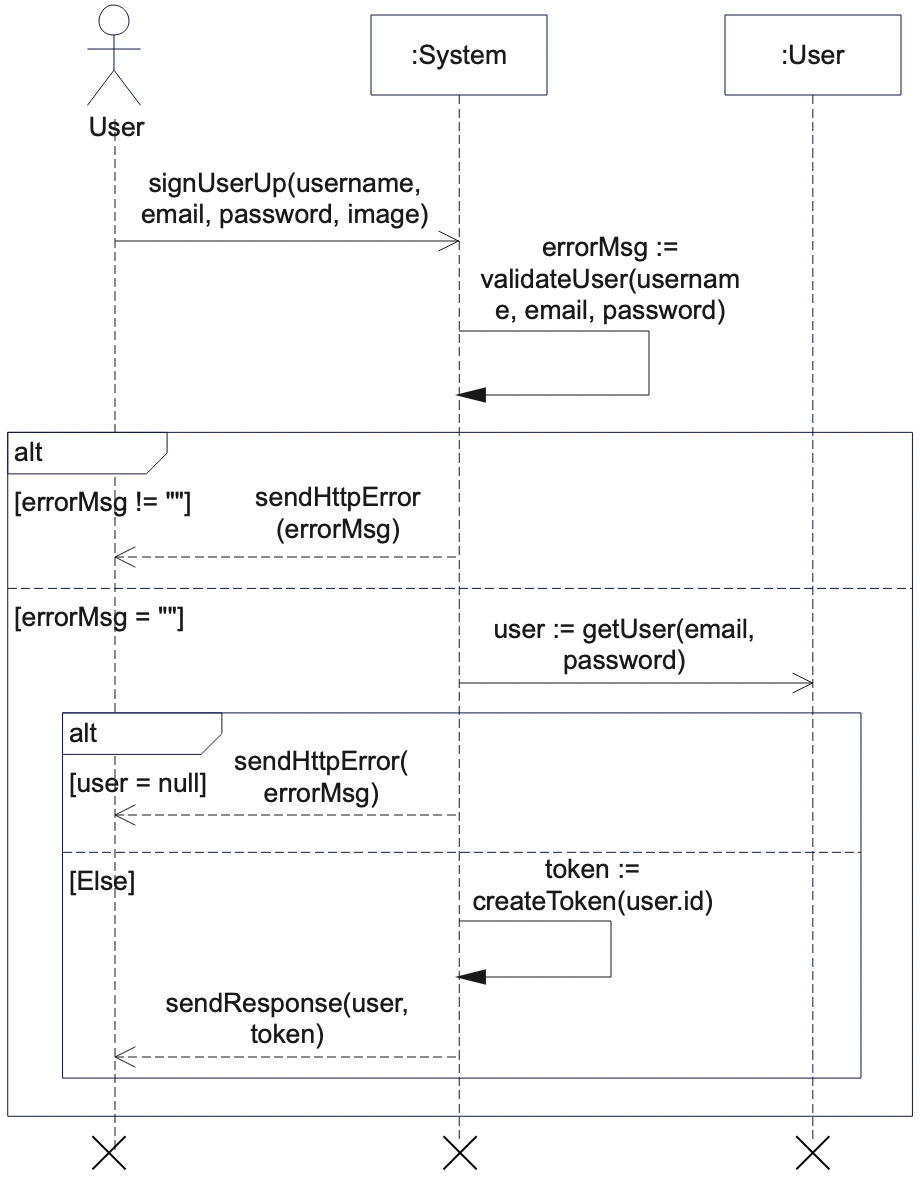 :System
:User
User
signUserUp(username,
email, password, image)
errorMsg :=
validateUser(usernam
e, email, password)
alt
[errorMsg != ""]
sendHttpError
(errorMsg)
[errorMsg = ""]
user := getUser(email,
password)
alt
[user = null]
sendHttpError(
errorMsg)
[Else]
token :=
createToken(user.id)
sendResponse(user,
token)